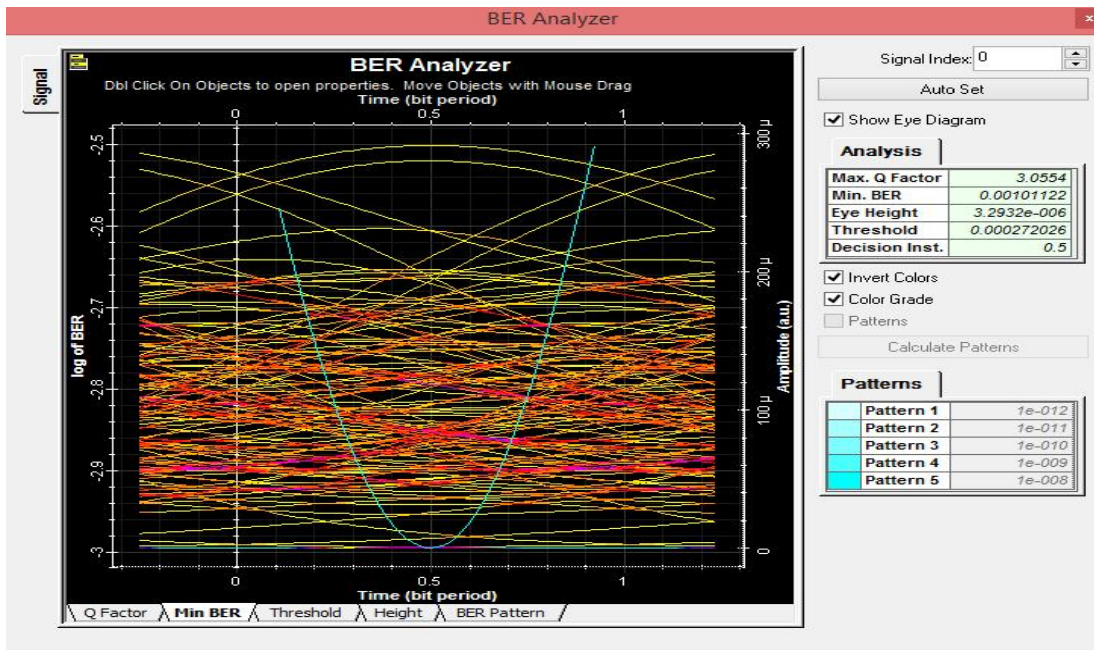 BER Analyzer
x
Signal
BER Analyzer
Dbl Click On Objects to open properties. Move Objects with Mouse Drag
Time (bit period)
0 0.5 1
-2.5
-2.6
-2.7
-2.8
-2.9
-3
log of BER
300 µ
200 µ
100 µ
0
Amplitude (a.u.)
0 0.5 1
Time (bit period)
Q Factor Min BER Threshold Height BER Pattern
Signal Index: 0
Auto Set
Show Eye Diagram
Analysis
Max. Q Factor 3.0554
Min. BER 0.00101122
Eye Height 3.2932e-006
Threshold 0.000272026
Decision Inst. 0.5
Invert Colors
Color Grade
Patterns
Calculate Patterns
Patterns
Pattern 1 1e-012
Pattern 2 1e-011
Pattern 3 1e-010
Pattern 4 1e-009
Pattern 5 1e-008